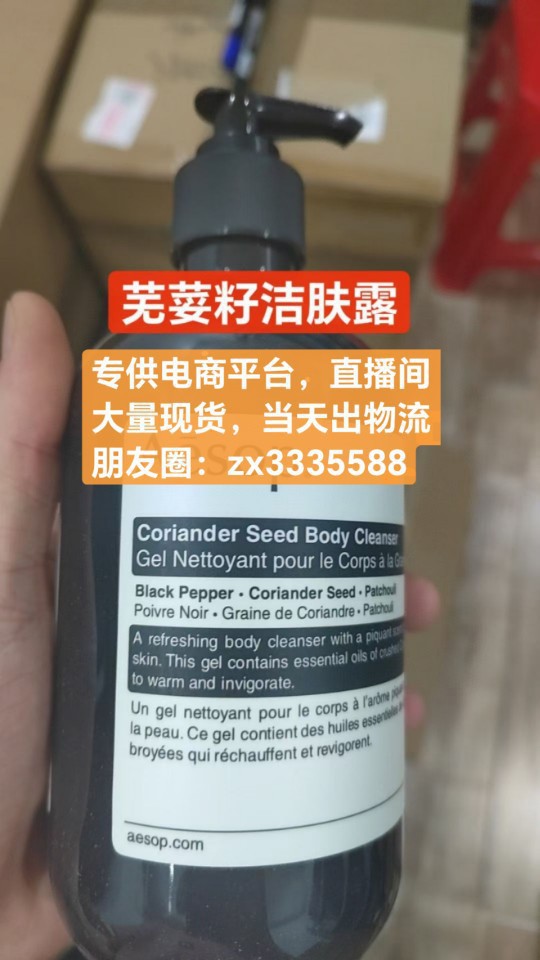 芫荽籽洁肤露
专供电商平台，直播间
大量现货，当天出物流
朋友圈：zx3335588
Aesop
Coriander Seed Body Cleanser
Gel Nettoyant pour le Corps à la
Black Pepper • Coriander Seed • Patchouli
Poivre Noir • Graine de Coriandre • Patchouli
A refreshing body cleanser with a piquant
skin. This gel contains essential oils of
to warm and invigorate.
Un gel nettoyant pour le corps à l'arôme
la peau. Ce gel contient des huiles essentielles
broyées qui réchauffent et revigorent.
aesop.com